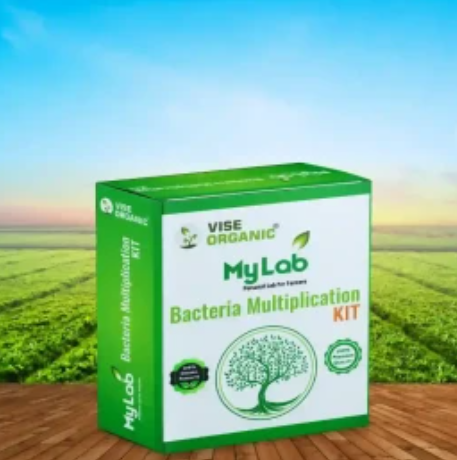 VISE
ORGANIC®
MyLab
Personal Lab For Farmers
Bacteria Multiplication
KIT
VISE
ORGANIC
Bacteria Multiplication
KIT
MyLab